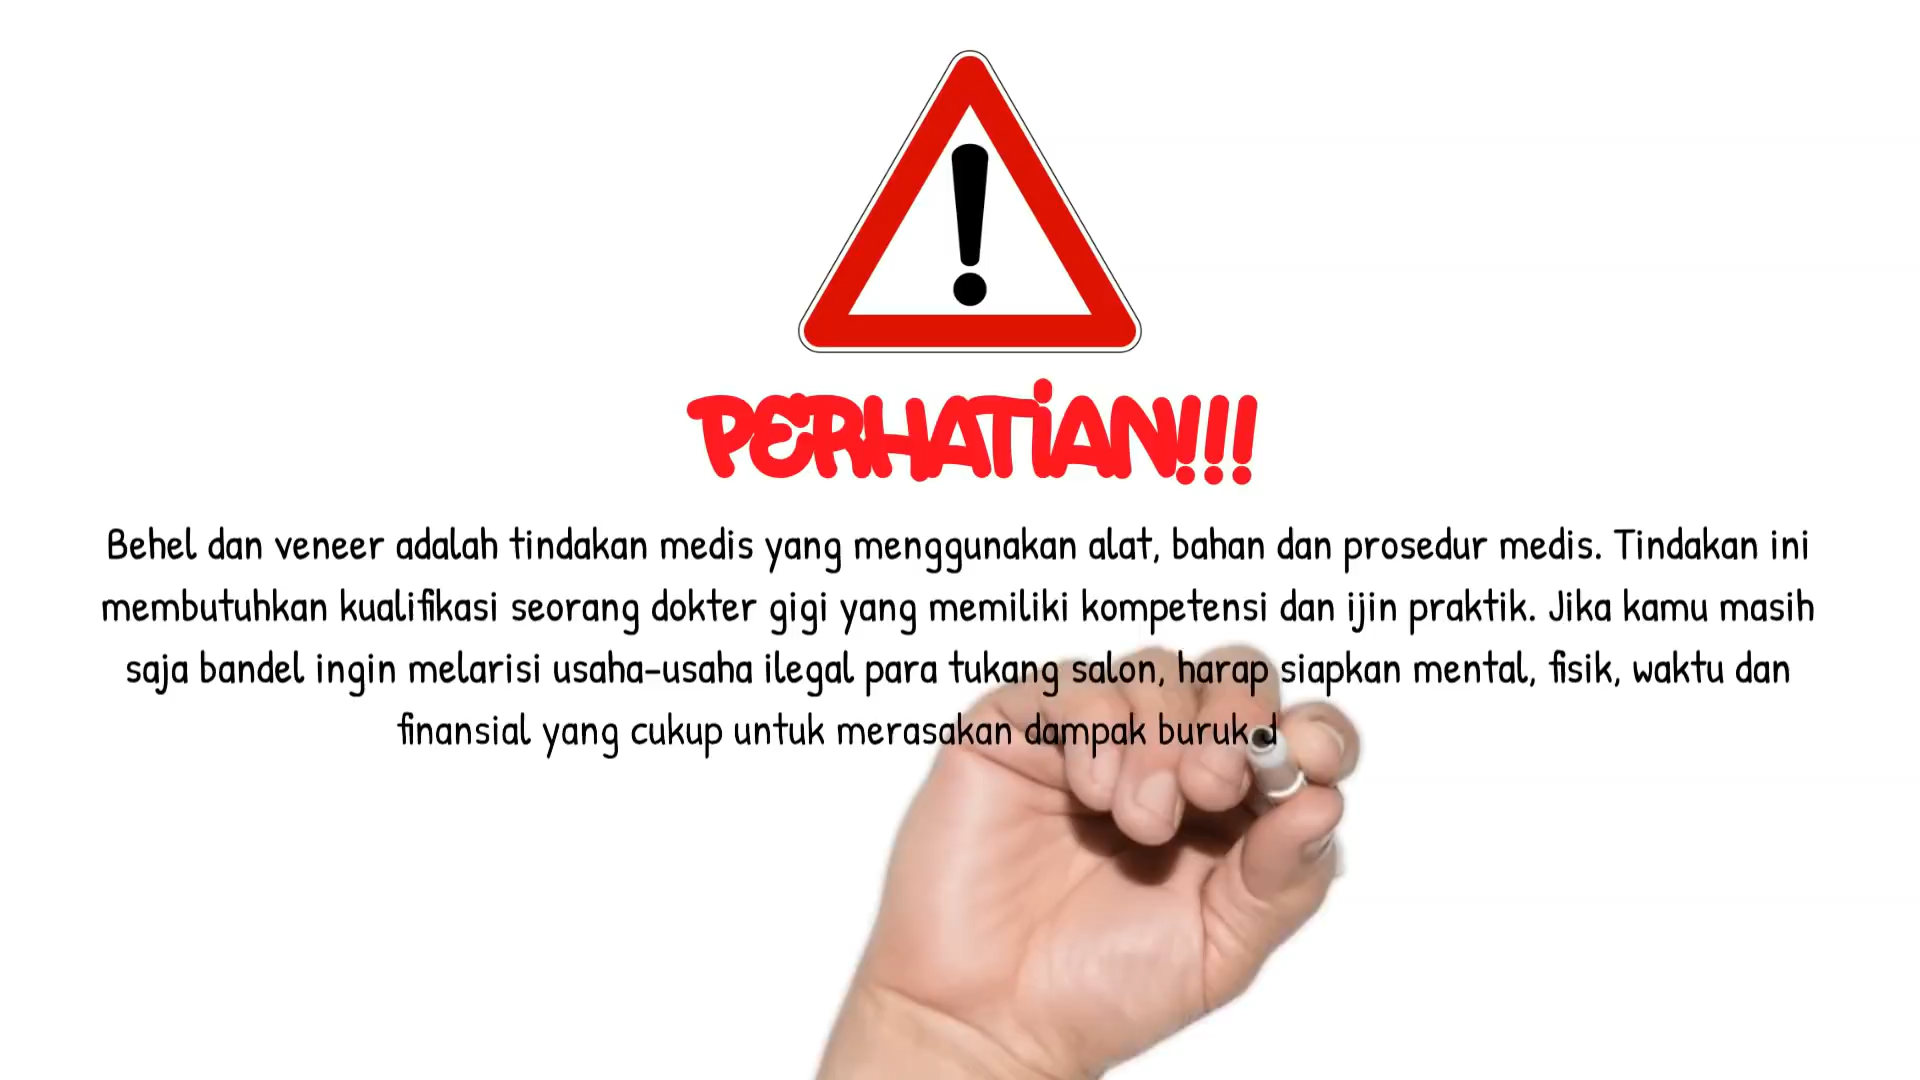 PERHATIAN!!!
Behel dan veneer adalah tindakan medis yang menggunakan alat, bahan dan prosedur medis. Tindakan ini
membutuhkan kualifikasi seorang dokter gigi yang memiliki kompetensi dan ijin praktik. Jika kamu masih
saja bandel ingin melarisi usaha-usaha ilegal para tukang salon, harap siapkan mental, fisik, waktu dan
finansial yang cukup untuk merasakan dampak buruk d